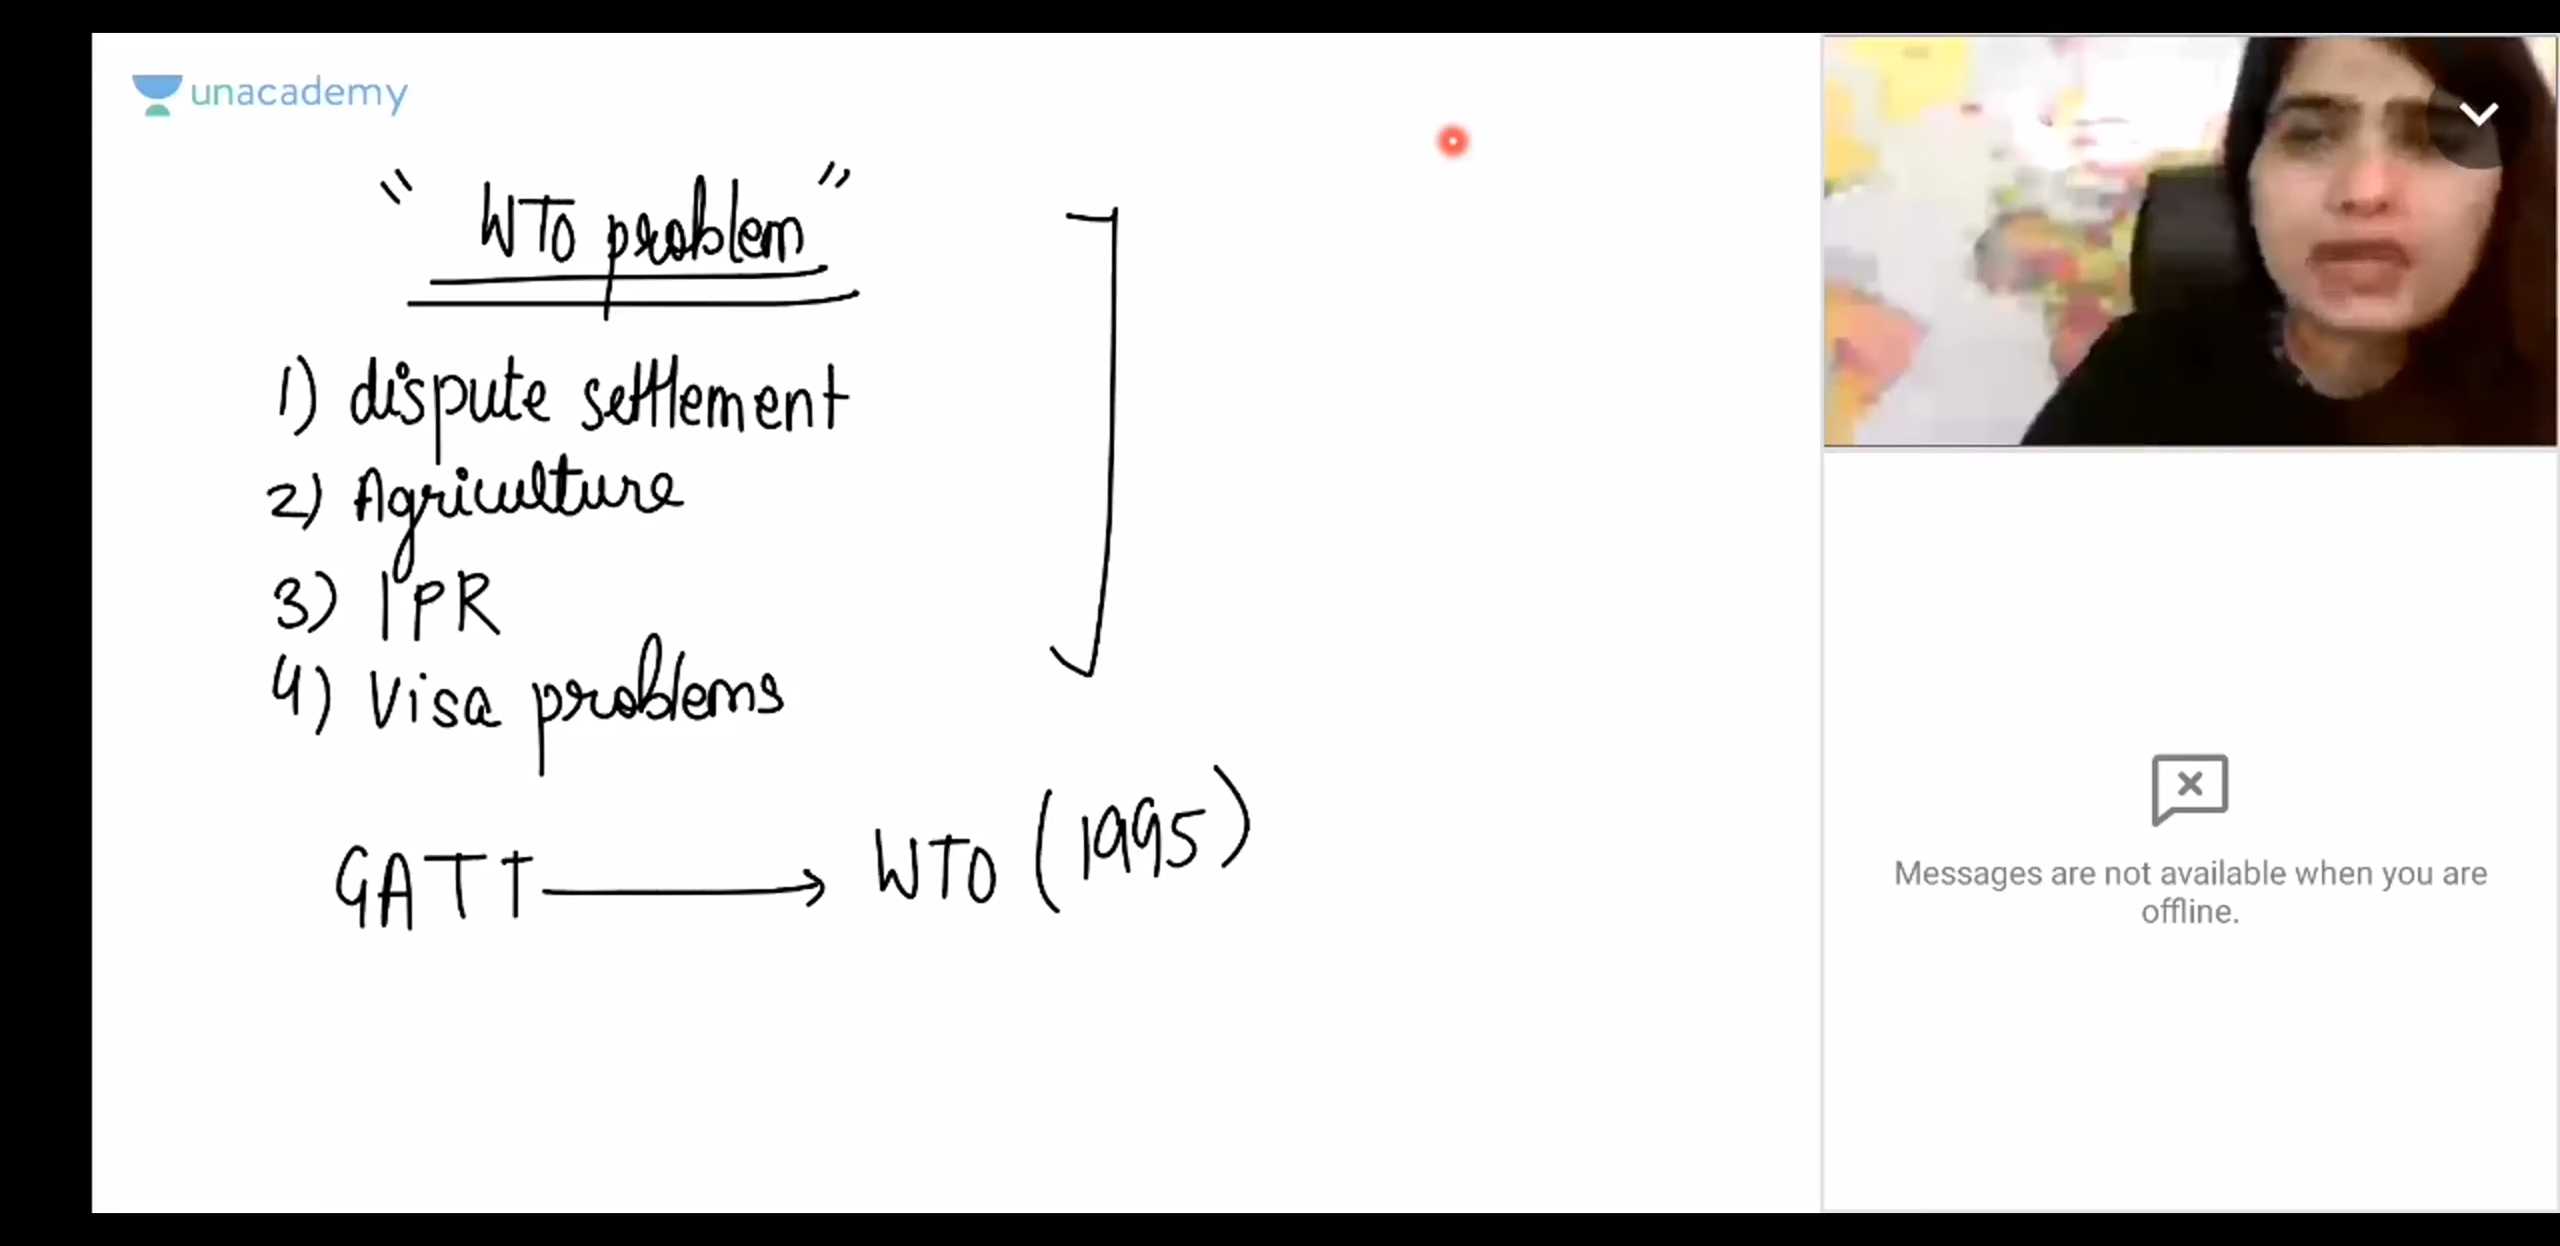 unacademy
"WTO problem"
1) dispute settlement
2) Agriculture
3) IPR
4) Visa problems
GATT → WTO (1995)
Messages are not available when you are
offline.